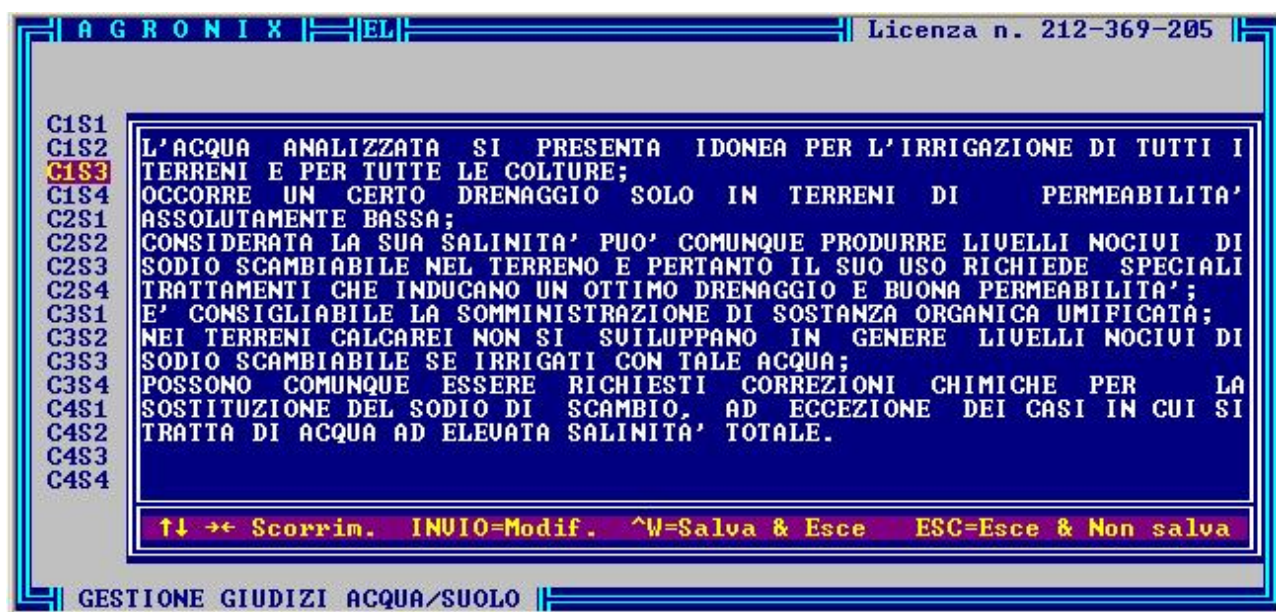 A G R O N I X EL Licenza n. 212-369-205
C1S1
C1S2
C1S3
C1S4
C2S1
C2S2
C2S3
C2S4
C3S1
C3S2
C3S3
C3S4
C4S1
C4S2
C4S3
C4S4
L'ACQUA ANALIZZATA SI PRESENTA IDONEA PER L'IRRIGAZIONE DI TUTTI I
TERRENI E PER TUTTE LE COLTURE;
OCCORRE UN CERTO DRENAGGIO SOLO IN TERRENI DI PERMEABILITA'
ASSOLUTAMENTE BASSA;
CONSIDERATA LA SUA SALINITA' PUO' COMUNQUE PRODURRE LIVELLI NOCIVI DI
SODIO SCAMBIABILE NEL TERRENO E PERTANTO IL SUO USO RICHIEDE SPECIALI
TRATTAMENTI CHE INDUCANO UN OTTIMO DRENAGGIO E BUONA PERMEABILITA';
E' CONSIGLIABILE LA SOMMINISTRAZIONE DI SOSTANZA ORGANICA UMIFICATA;
NEI TERRENI CALCAREI NON SI SVILUPPANO IN GENERE LIVELLI NOCIVI DI
SODIO SCAMBIABILE SE IRRIGATI CON TALE ACQUA;
POSSONO COMUNQUE ESSERE RICHIESTI CORREZIONI CHIMICHE PER LA
SOSTITUZIONE DEL SODIO DI SCAMBIO, AD ECCEZIONE DEI CASI IN CUI SI
TRATTA DI ACQUA AD ELEVATA SALINITA' TOTALE.
↑↓ →← Scorrim. INVIO=Modif. ^W=Salva & Esce ESC=Esce & Non salva
GESTIONE GIUDIZI ACQUA/SUOLO